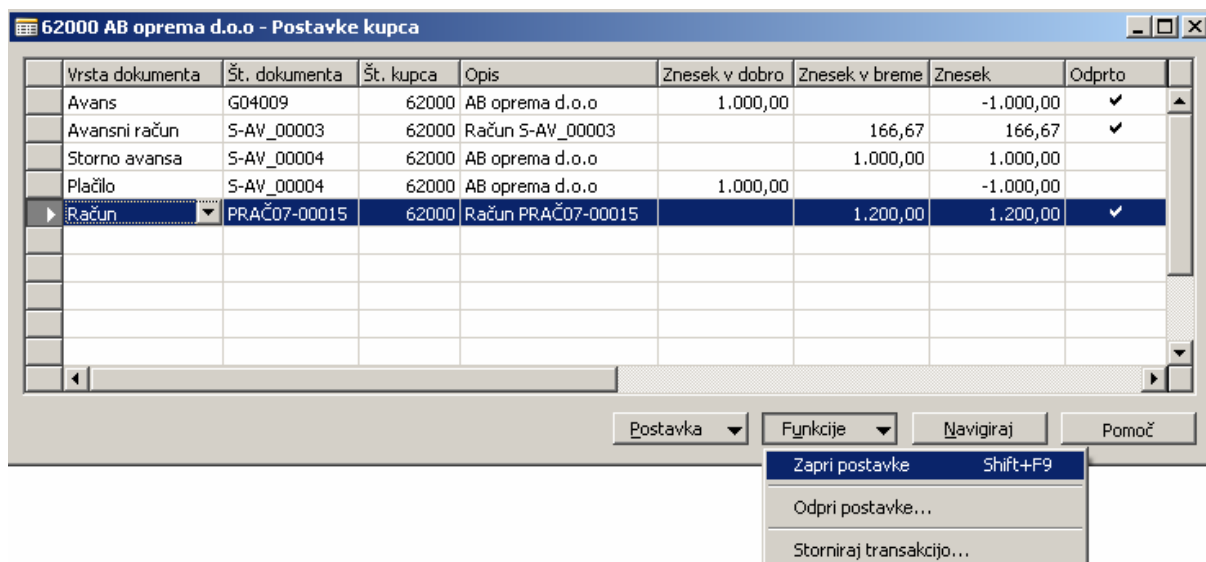 62000 AB oprema d.o.o - Postavke kupca
Vrsta dokumenta Št. dokumenta Št. kupca Opis Znesek v dobro Znesek v breme Znesek Odprto
Avans G04009 62000 AB oprema d.o.o 1.000,00 -1.000,00
Avansni račun S-AV_00003 62000 Račun S-AV_00003 166,67 166,67
Storno avansa S-AV_00004 62000 AB oprema d.o.o 1.000,00 1.000,00
Plačilo S-AV_00004 62000 AB oprema d.o.o 1.000,00 -1.000,00
Račun PRAČ07-00015 62000 Račun PRAČ07-00015 1.200,00 1.200,00
Postavka Funkcije Navigiraj Pomoč
Zapri postavke Shift+F9
Odpri postavke...
Storniraj transakcijo...